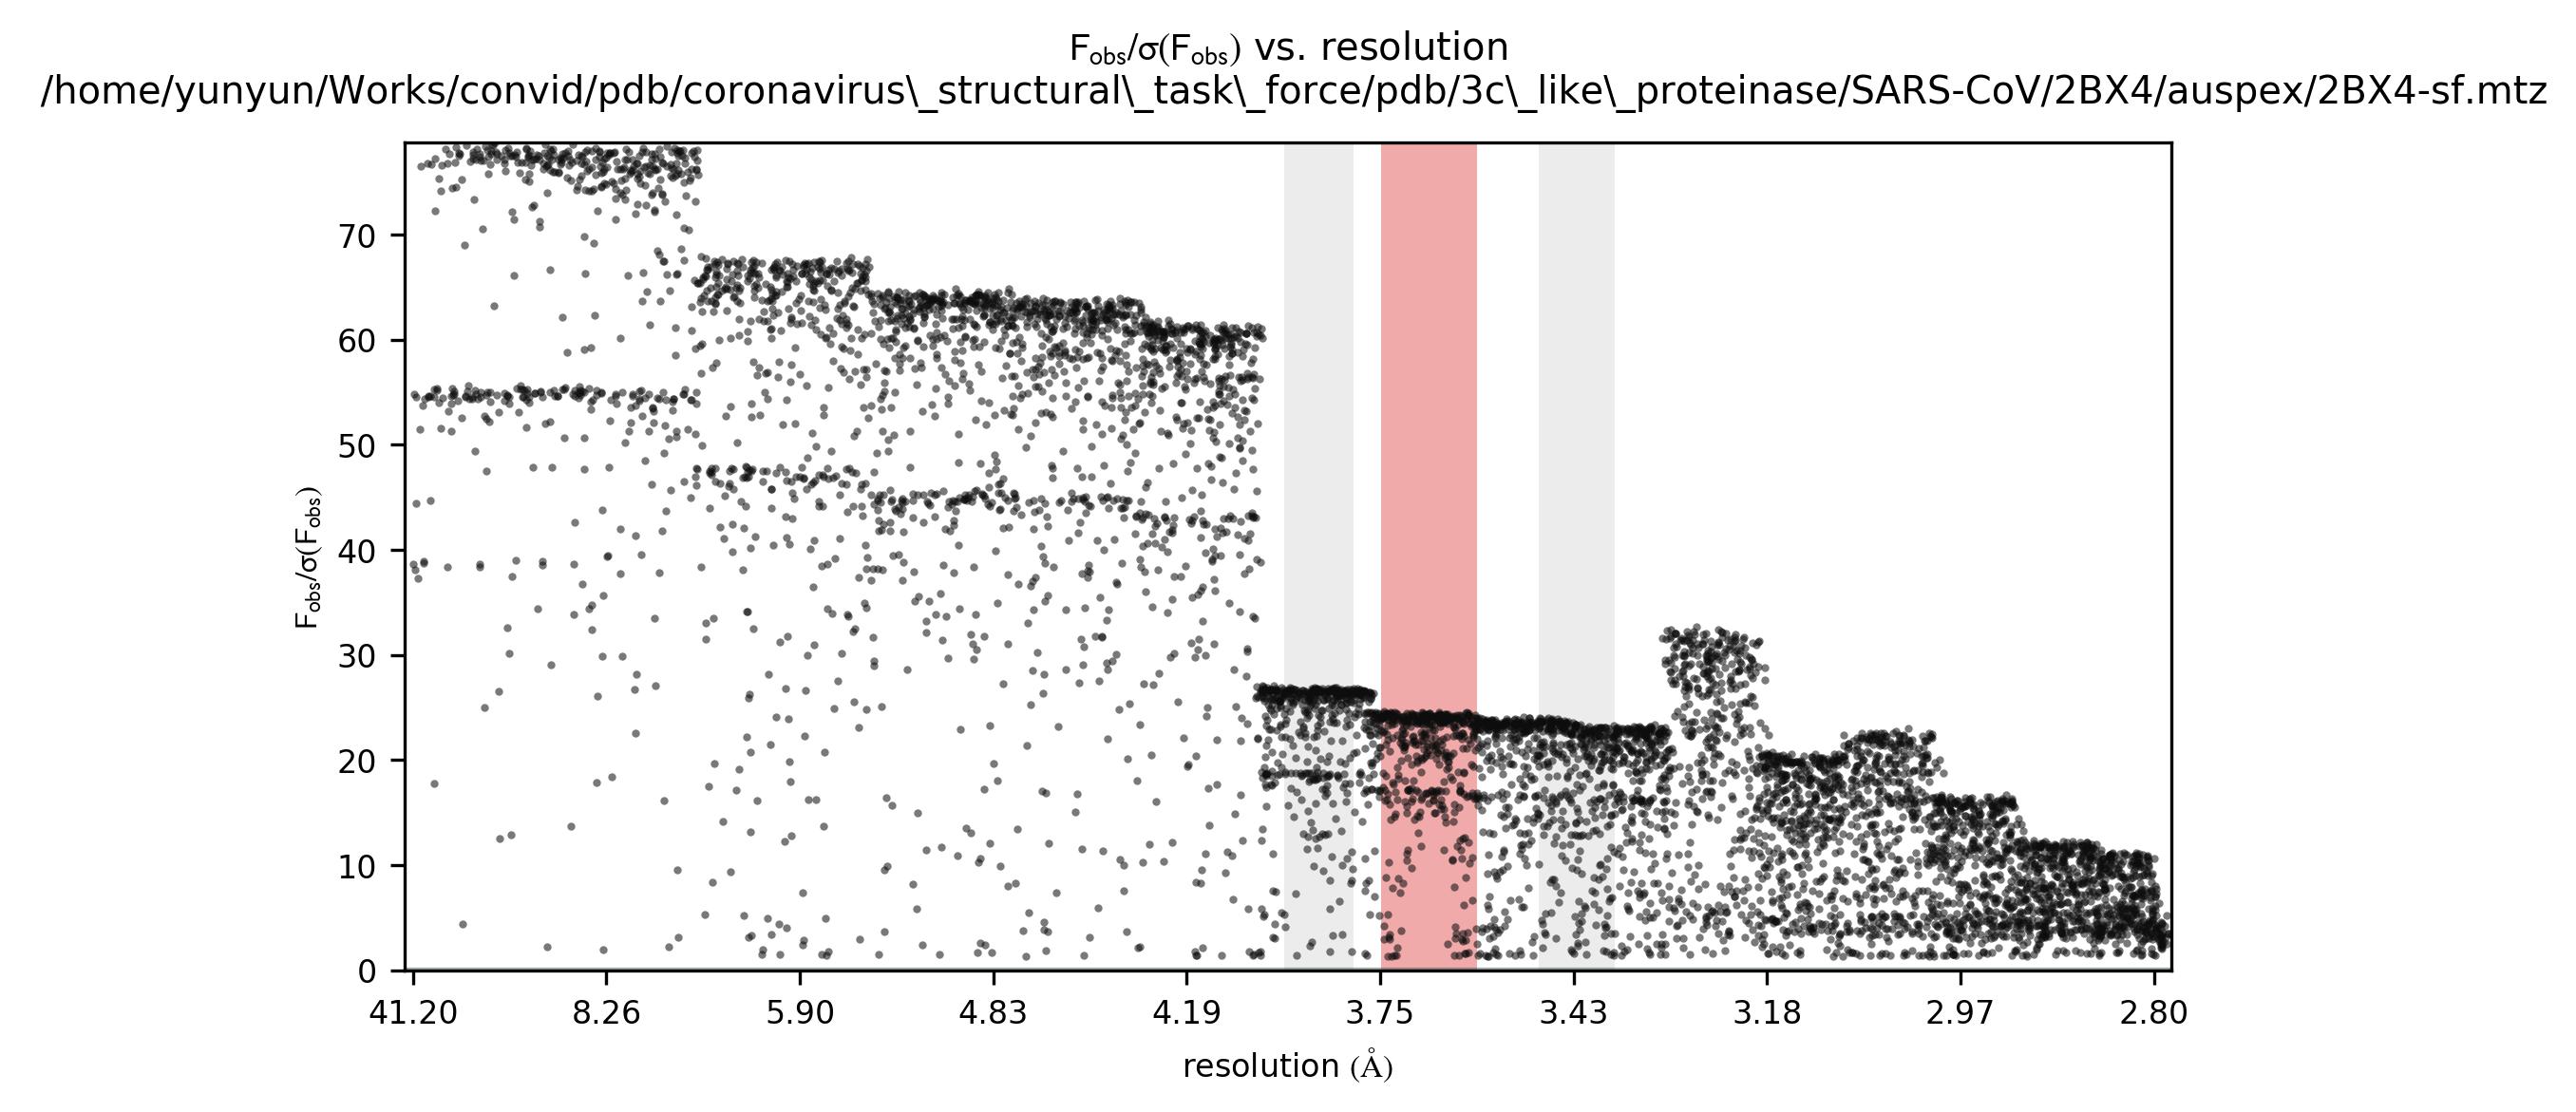 Fobs/σ(Fobs) vs. resolution
/home/yunyun/Works/convid/pdb/coronavirus\_structural\_task\_force/pdb/3c\_like\_proteinase/SARS-CoV/2BX4/auspex/2BX4-sf.mtz
Fobs/σ(Fobs)
70
60
50
40
30
20
10
0
41.20 8.26 5.90 4.83 4.19 3.75 3.43 3.18 2.97 2.80
resolution (Å)